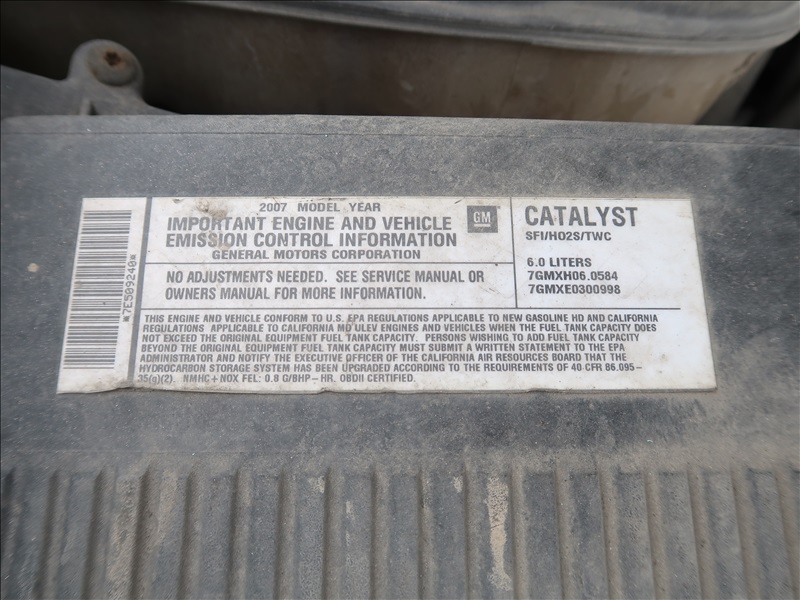 *7E509240*
2007 MODEL YEAR
IMPORTANT ENGINE AND VEHICLE
EMISSION CONTROL INFORMATION
GENERAL MOTORS CORPORATION
GM
NO ADJUSTMENTS NEEDED. SEE SERVICE MANUAL OR
OWNERS MANUAL FOR MORE INFORMATION.
CATALYST
SFI/HO2S/TWC
6.0 LITERS
7GMXH06.0584
7GMXE0300998
THIS ENGINE AND VEHICLE CONFORM TO U.S. EPA REGULATIONS APPLICABLE TO NEW GASOLINE HD AND CALIFORNIA
REGULATIONS APPLICABLE TO CALIFORNIA MD ULEV ENGINES AND VEHICLES WHEN THE FUEL TANK CAPACITY DOES
NOT EXCEED THE ORIGINAL EQUIPMENT FUEL TANK CAPACITY. PERSONS WISHING TO ADD FUEL TANK CAPACITY
BEYOND THE ORIGINAL EQUIPMENT FUEL TANK CAPACITY MUST SUBMIT A WRITTEN STATEMENT TO THE EPA
ADMINISTRATOR AND NOTIFY THE EXECUTIVE OFFICER OF THE CALIFORNIA AIR RESOURCES BOARD THAT THE
HYDROCARBON STORAGE SYSTEM HAS BEEN UPGRADED ACCORDING TO THE REQUIREMENTS OF 40 CFR 86.095-
35(g)(2). NMHC+NOX FEL: 0.8 G/BHP-HR. OBDII CERTIFIED.